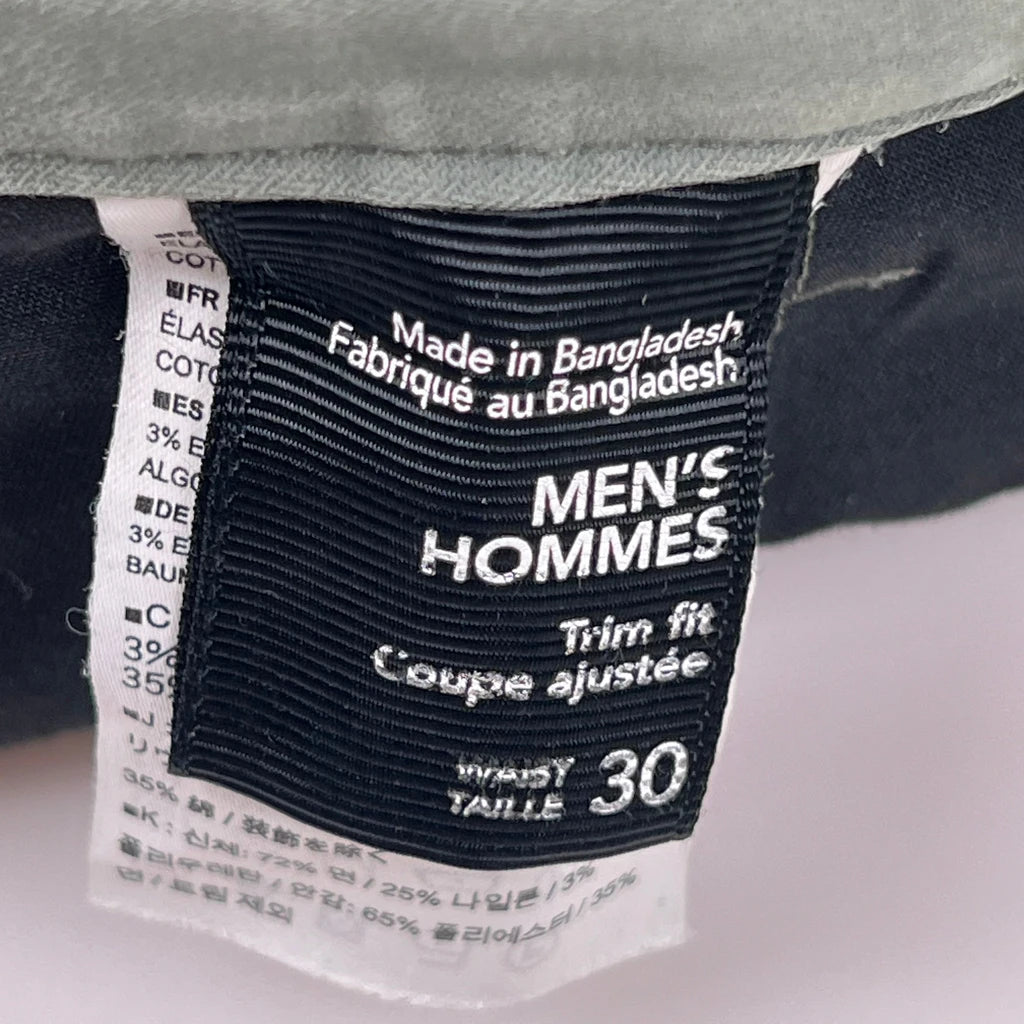 Made in Bangladesh
Fabriqué au Bangladesh
MEN'S
HOMMES
Trim fit
Coupe ajustée
WAIST
TAILLE 30
COT
FR
ÉLAS
COTO
ES
3% E
ALGO
DE
3% E
BAUM
C
3%
35%
J
リー
35% 綿 / 装飾を除く
K : 신체: 72% 면 / 25% 나일론 / 3%
폴리우레탄 / 안감: 65% 폴리에스터 / 35%
면 / 트림 제외